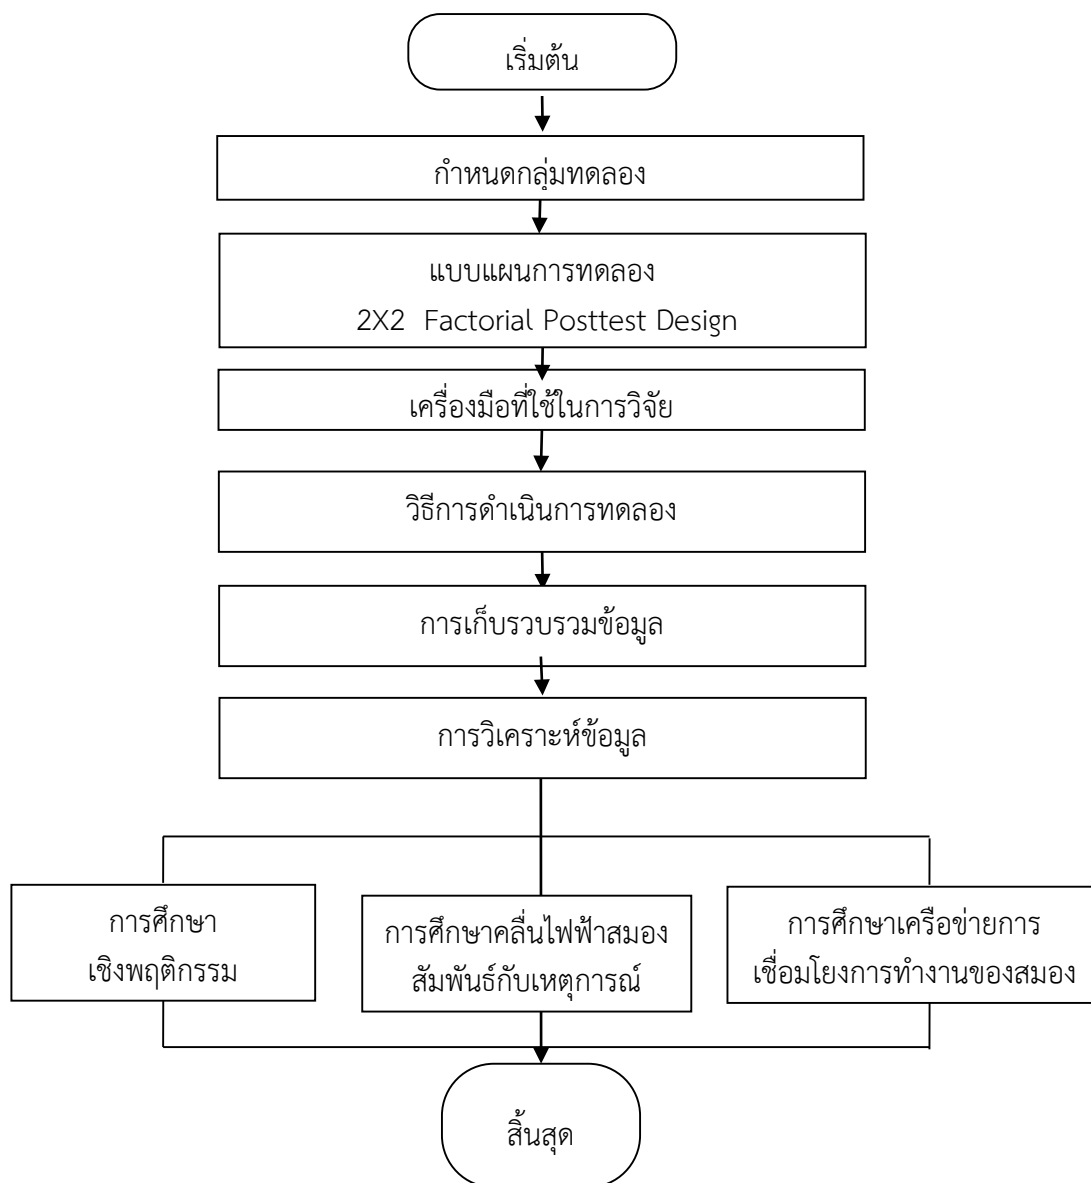 เริ่มต้น
กำหนดกลุ่มทดลอง
แบบแผนการทดลอง
2X2 Factorial Posttest Design
เครื่องมือที่ใช้ในการวิจัย
วิธีการดำเนินการทดลอง
การเก็บรวบรวมข้อมูล
การวิเคราะห์ข้อมูล
การศึกษา
เชิงพฤติกรรม
การศึกษาคลื่นไฟฟ้าสมอง
สัมพันธ์กับเหตุการณ์
การศึกษาเครือข่ายการ
เชื่อมโยงการทำงานของสมอง
สิ้นสุด